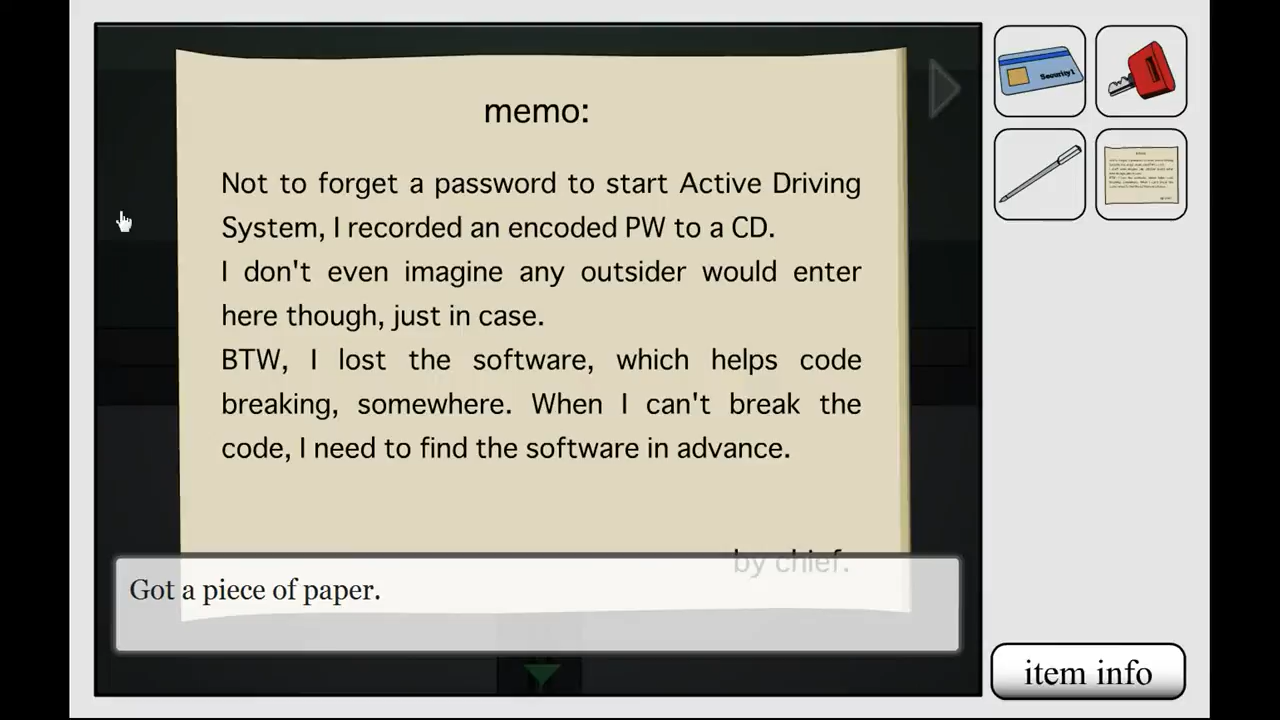 memo:
Not to forget a password to start Active Driving
System, I recorded an encoded PW to a CD.
I don't even imagine any outsider would enter
here though, just in case.
BTW, I lost the software, which helps code
breaking, somewhere. When I can't break the
code, I need to find the software in advance.
by chief.
Got a piece of paper.
Security1
item info